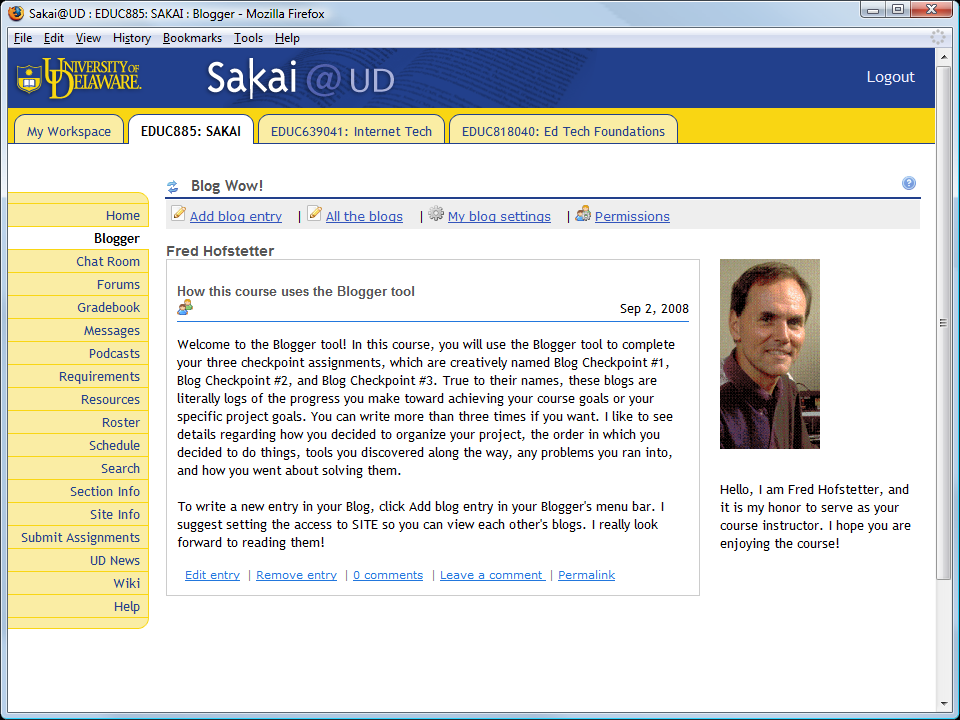 Sakai@UD : EDUC885: SAKAI : Blogger - Mozilla Firefox
File Edit View History Bookmarks Tools Help
UNIVERSITY OF DELAWARE
Sakai @ UD
Logout
My Workspace
EDUC885: SAKAI
EDUC639041: Internet Tech
EDUC818040: Ed Tech Foundations
Home
Blogger
Chat Room
Forums
Gradebook
Messages
Podcasts
Requirements
Resources
Roster
Schedule
Search
Section Info
Site Info
Submit Assignments
UD News
Wiki
Help
Blog Wow!
?
Add blog entry | All the blogs | My blog settings | Permissions
Fred Hofstetter
How this course uses the Blogger tool
Sep 2, 2008
Welcome to the Blogger tool! In this course, you will use the Blogger tool to complete
your three checkpoint assignments, which are creatively named Blog Checkpoint #1,
Blog Checkpoint #2, and Blog Checkpoint #3. True to their names, these blogs are
literally logs of the progress you make toward achieving your course goals or your
specific project goals. You can write more than three times if you want. I like to see
details regarding how you decided to organize your project, the order in which you
decided to do things, tools you discovered along the way, any problems you ran into,
and how you went about solving them.
To write a new entry in your Blog, click Add blog entry in your Blogger's menu bar. I
suggest setting the access to SITE so you can view each other's blogs. I really look
forward to reading them!
Edit entry | Remove entry | 0 comments | Leave a comment | Permalink
Hello, I am Fred Hofstetter, and
it is my honor to serve as your
course instructor. I hope you are
enjoying the course!